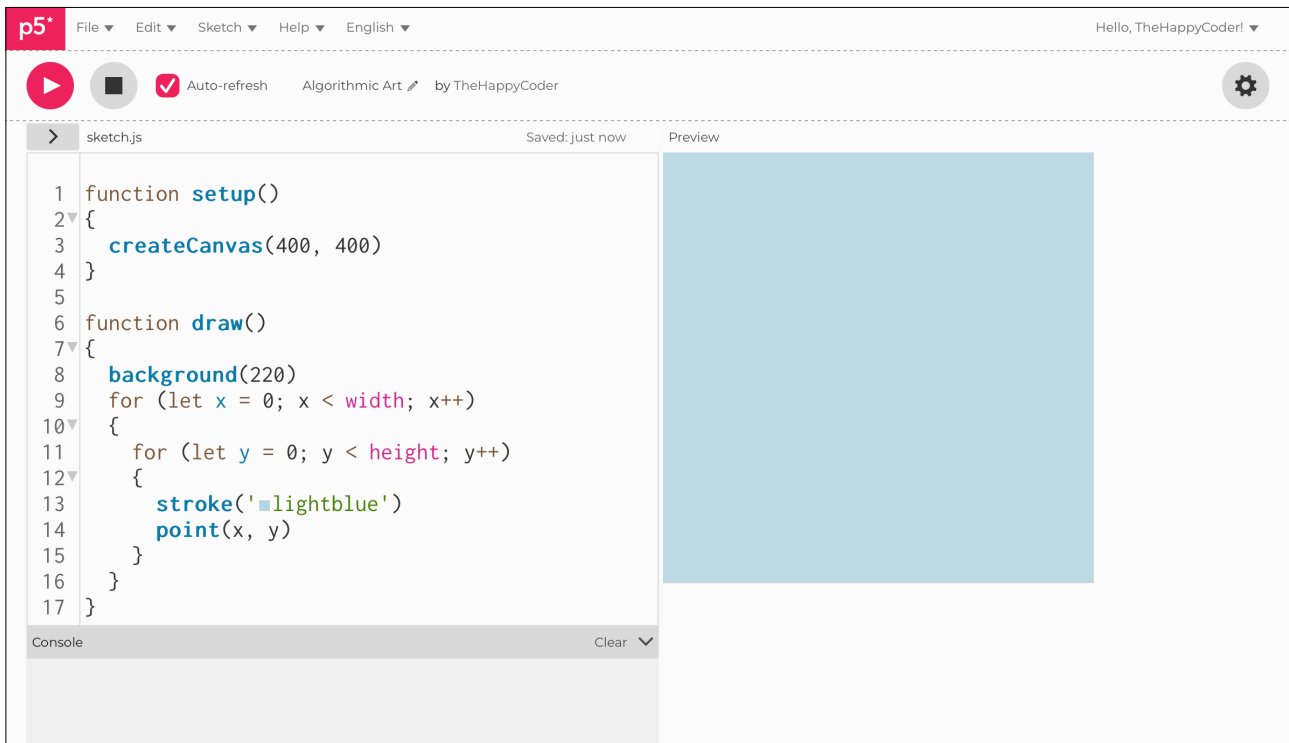 p5* File Edit Sketch Help English Hello, TheHappyCoder!
Auto-refresh Algorithmic Art by TheHappyCoder
sketch.js Saved: just now Preview
1 function setup()
2 {
3   createCanvas(400, 400)
4 }
5
6 function draw()
7 {
8   background(220)
9   for (let x = 0; x < width; x++)
10   {
11     for (let y = 0; y < height; y++)
12     {
13       stroke('lightblue')
14       point(x, y)
15     }
16   }
17 }
Console Clear